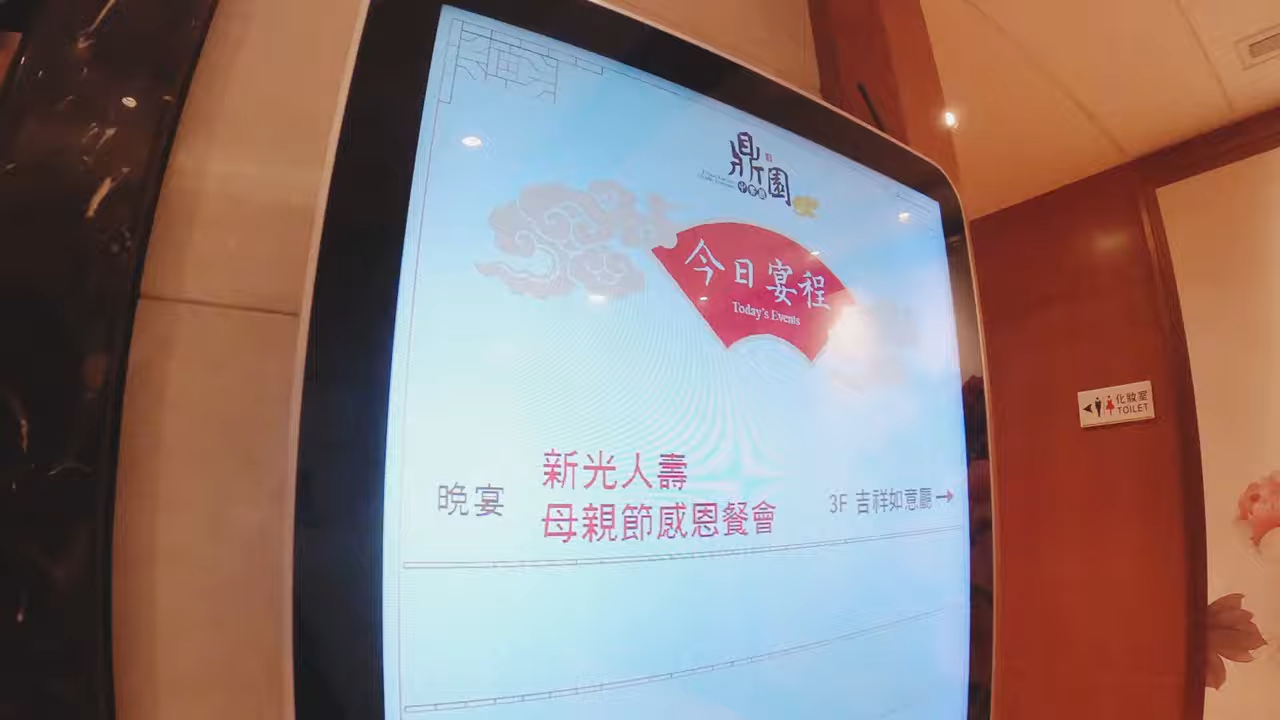 鼎園
今日宴程
Today's Events
晚宴
新光人壽
母親節感恩餐會
3F 吉祥如意廳→
化妝室
TOILET